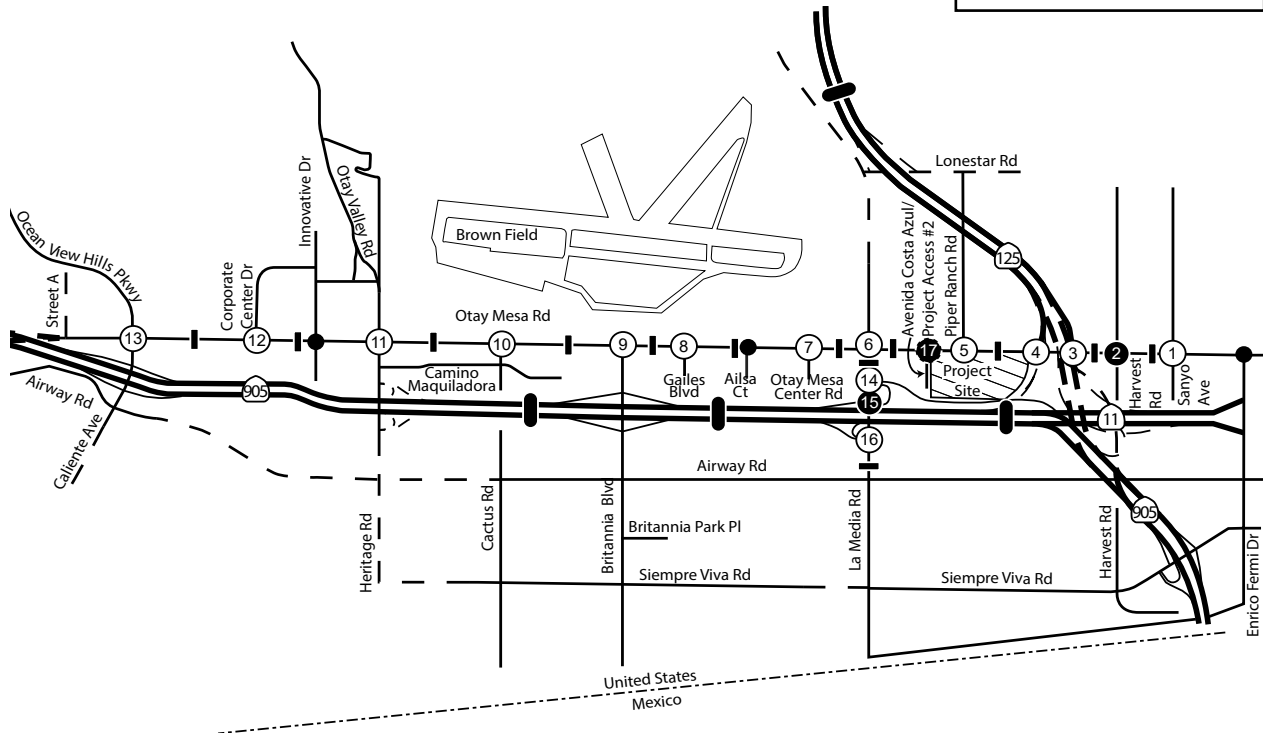 Lonestar Rd
125
Avenida Costa Azul/
Project Access #2
Piper Ranch Rd
Innovative Dr
Otay Valley Rd
Ocean View Hills Pkwy
Street A
Corporate
Center Dr
Brown Field
Otay Mesa Rd
13
12
11
10
9
8
7
6
17
5
4
3
2
1
Camino
Maquiladora
Gailes
Blvd
Ailsa
Ct
Otay Mesa
Center Rd
14
15
16
Project
Site
Harvest
Rd
Sanyo
Ave
905
11
Airway Rd
Caliente Ave
Airway Rd
Heritage Rd
Cactus Rd
Britannia Blvd
La Media Rd
Harvest Rd
905
Enrico Fermi Dr
Britannia Park Pl
Siempre Viva Rd
Siempre Viva Rd
United States
Mexico